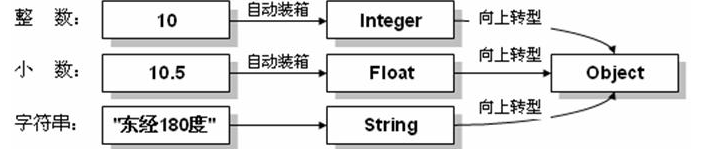 整 数： 10 自动装箱 Integer 向上转型
小 数： 10.5 自动装箱 Float 向上转型 Object
字符串： "东经180度" String 向上转型